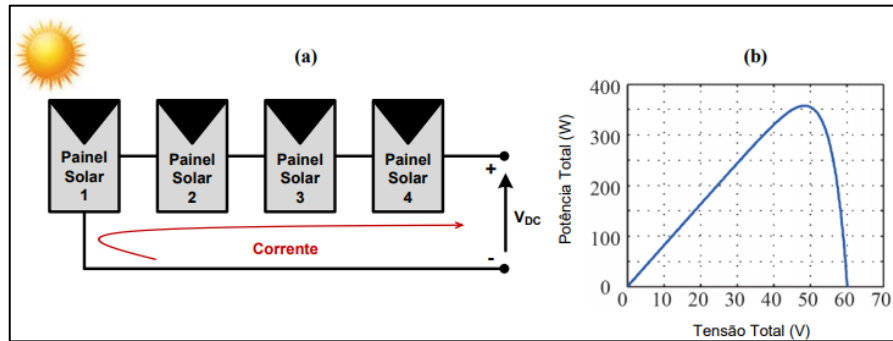 (a)
Painel
Solar
1
Painel
Solar
2
Painel
Solar
3
Painel
Solar
4
+
V_DC
-
Corrente
(b)
Potência Total (W)
400
300
200
100
0
0 10 20 30 40 50 60 70
Tensão Total (V)